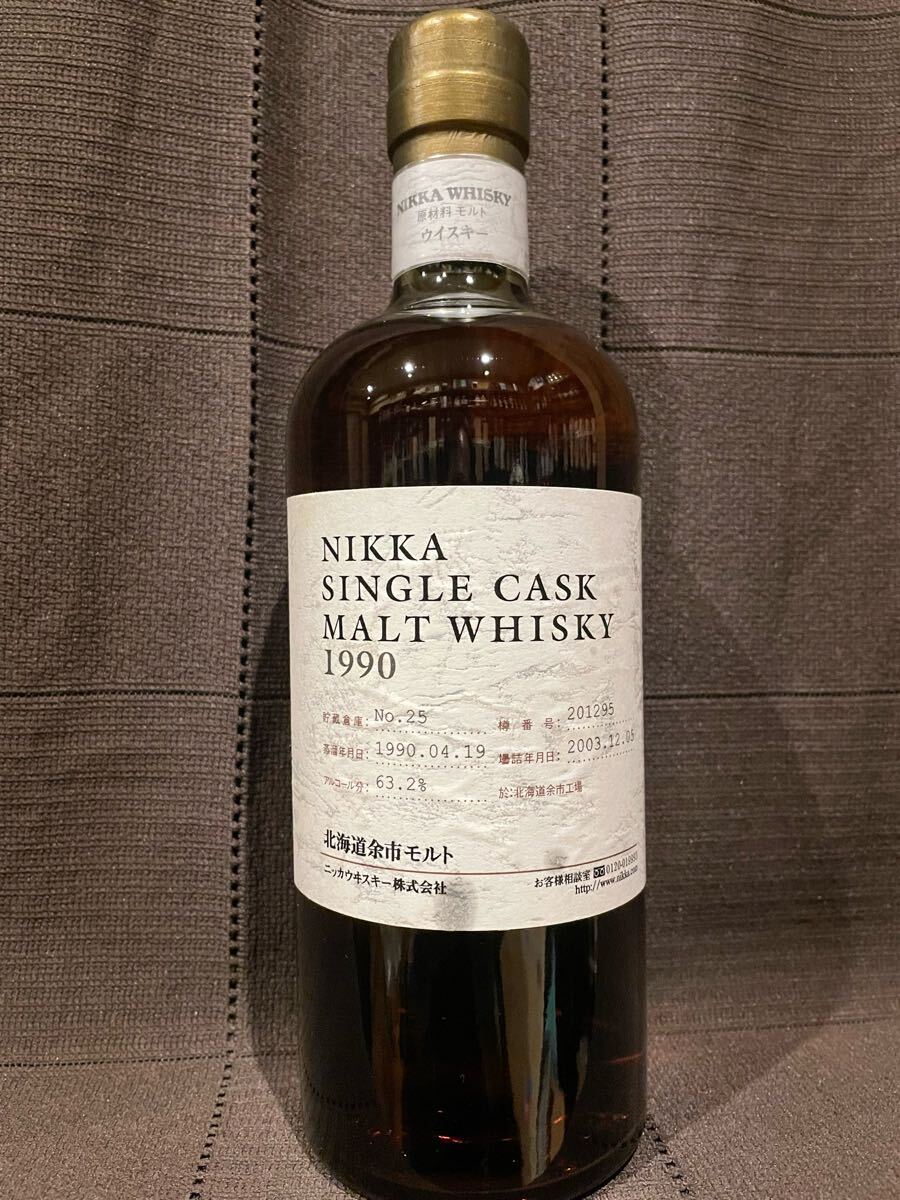 NIKKA WHISKY
原材料 モルト
ウイスキー
NIKKA
SINGLE CASK
MALT WHISKY
1990
貯蔵倉庫: No.25 樽番号: 201295
蒸溜年月日: 1990.04.19 壜詰年月日: 2003.12.05
アルコール分: 63.2% 於:北海道余市工場
北海道余市モルト
ニッカウヰスキー株式会社
お客様相談室 0120-019993
http://www.nikka.com